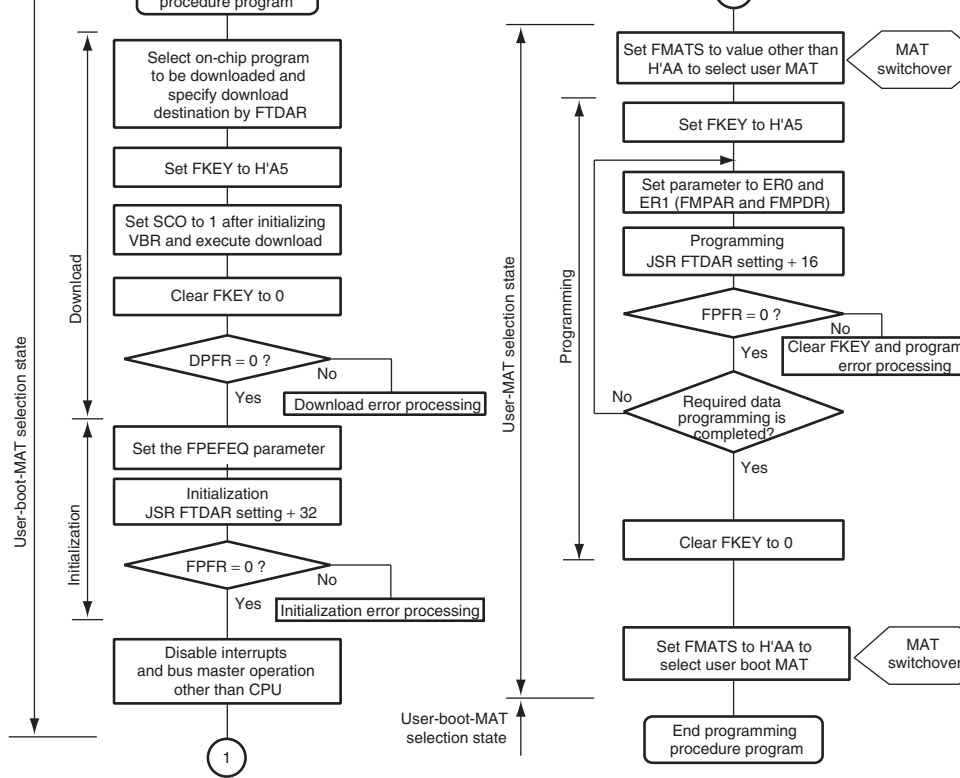 procedure program
Select on-chip program
to be downloaded and
specify download
destination by FTDAR
Set FKEY to H'A5
Set SCO to 1 after initializing
VBR and execute download
Clear FKEY to 0
DPFR = 0 ?
No
Yes
Download error processing
Set the FPEFEQ parameter
Initialization
JSR FTDAR setting + 32
FPFR = 0 ?
No
Yes
Initialization error processing
Disable interrupts
and bus master operation
other than CPU
1
Download
Initialization
User-boot-MAT selection state
Set FMATS to value other than
H'AA to select user MAT
MAT
switchover
Set FKEY to H'A5
Set parameter to ER0 and
ER1 (FMPAR and FMPDR)
Programming
JSR FTDAR setting + 16
FPFR = 0 ?
No
Yes
Clear FKEY and program
error processing
No
Required data
programming is
completed?
Yes
Clear FKEY to 0
Set FMATS to H'AA to
select user boot MAT
MAT
switchover
End programming
procedure program
Programming
User-MAT selection state
User-boot-MAT
selection state